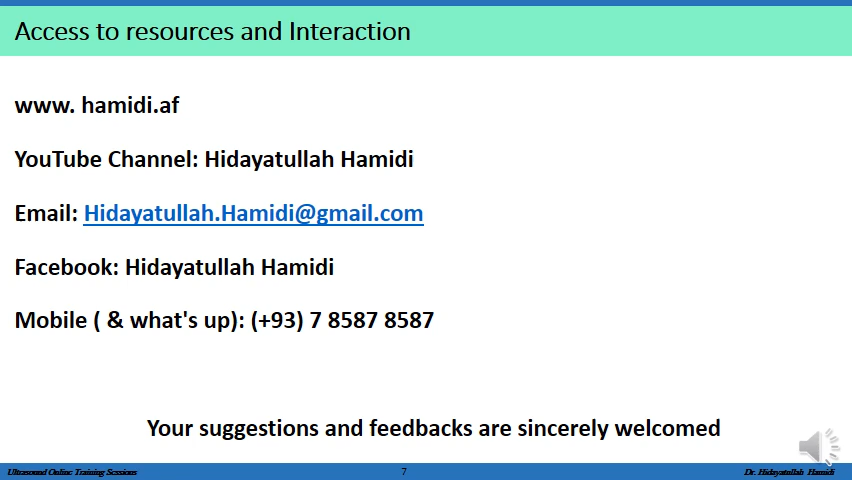 Access to resources and Interaction
www. hamidi.af
YouTube Channel: Hidayatullah Hamidi
Email: Hidayatullah.Hamidi@gmail.com
Facebook: Hidayatullah Hamidi
Mobile ( & what's up): (+93) 7 8587 8587
Your suggestions and feedbacks are sincerely welcomed
Ultrasound Online Training Sessions
7
Dr. Hidayatullah Hamidi